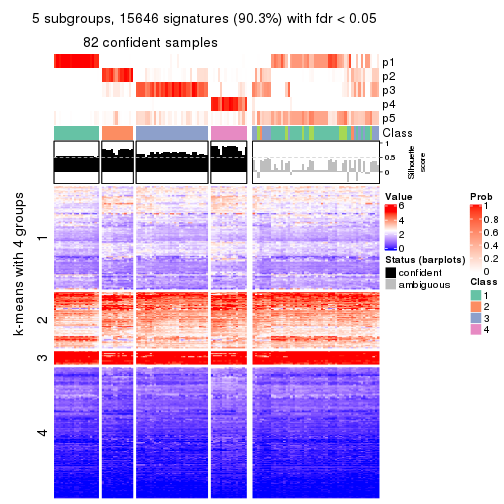 5 subgroups, 15646 signatures (90.3%) with fdr < 0.05
82 confident samples
p1
p2
p3
p4
p5
Class
1
0.5
0
Silhouette
score
k-means with 4 groups
1
2
3
4
Value
6
4
2
0
Status (barplots)
confident
ambiguous
Prob
1
0.8
0.6
0.4
0.2
0
Class
1
2
3
4